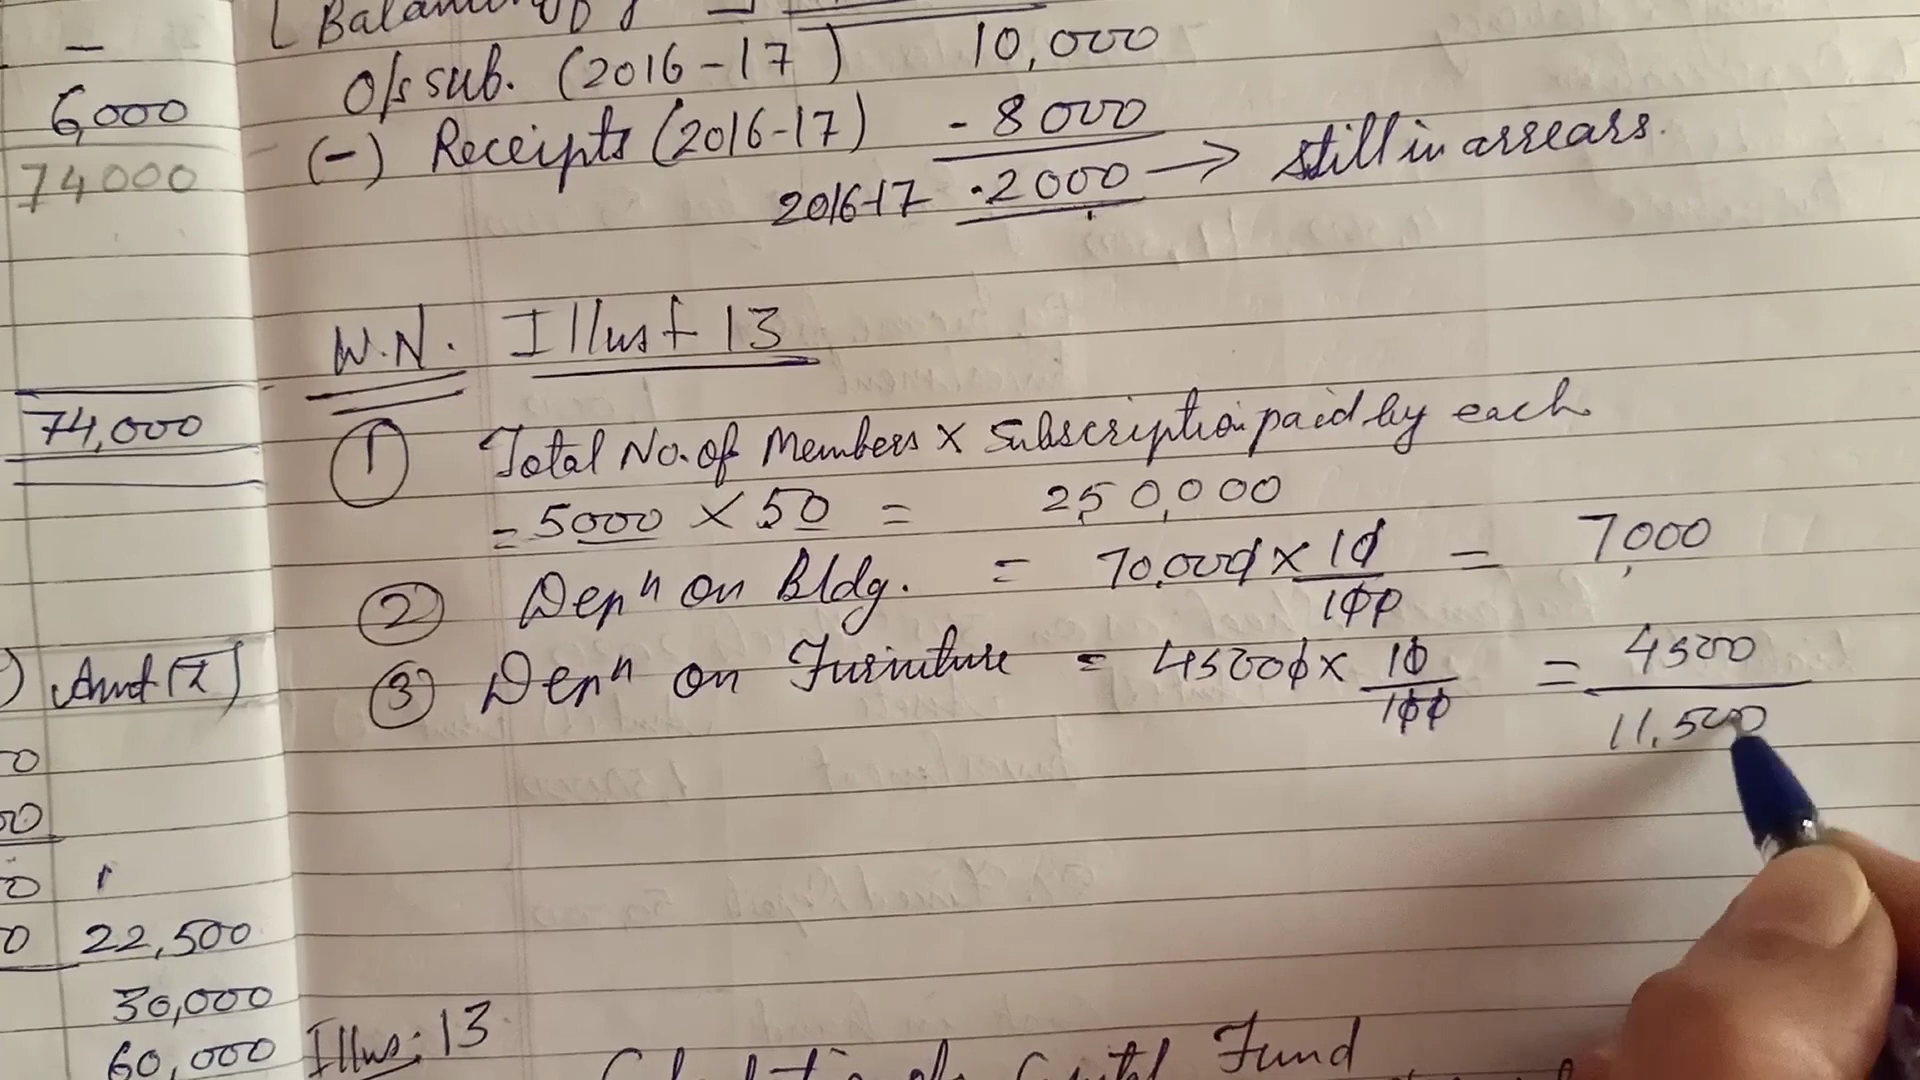 6,000
74000
74,000
Amt (₹)
22,500
30,000
60,000
O/s sub. (2016-17) 10,000
(-) Receipts (2016-17) - 8000
2016-17 2000 → still in arrears.
W.N. Illust 13
① Total No. of Members × Subscription paid by each
= 5000 × 50 = 250,000
② Depⁿ on Bldg. = 70,000 × 10/100 = 7,000
③ Depⁿ on Furniture = 45000 × 10/100 = 4500
11,500
Illus: 13
Fund